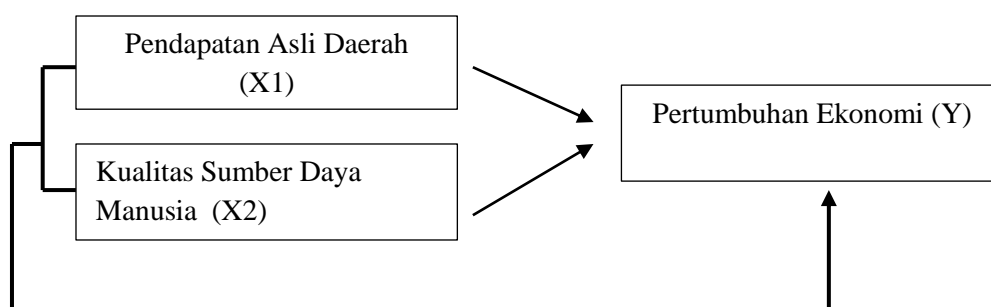 Pendapatan Asli Daerah
(X1)
Kualitas Sumber Daya
Manusia (X2)
Pertumbuhan Ekonomi (Y)